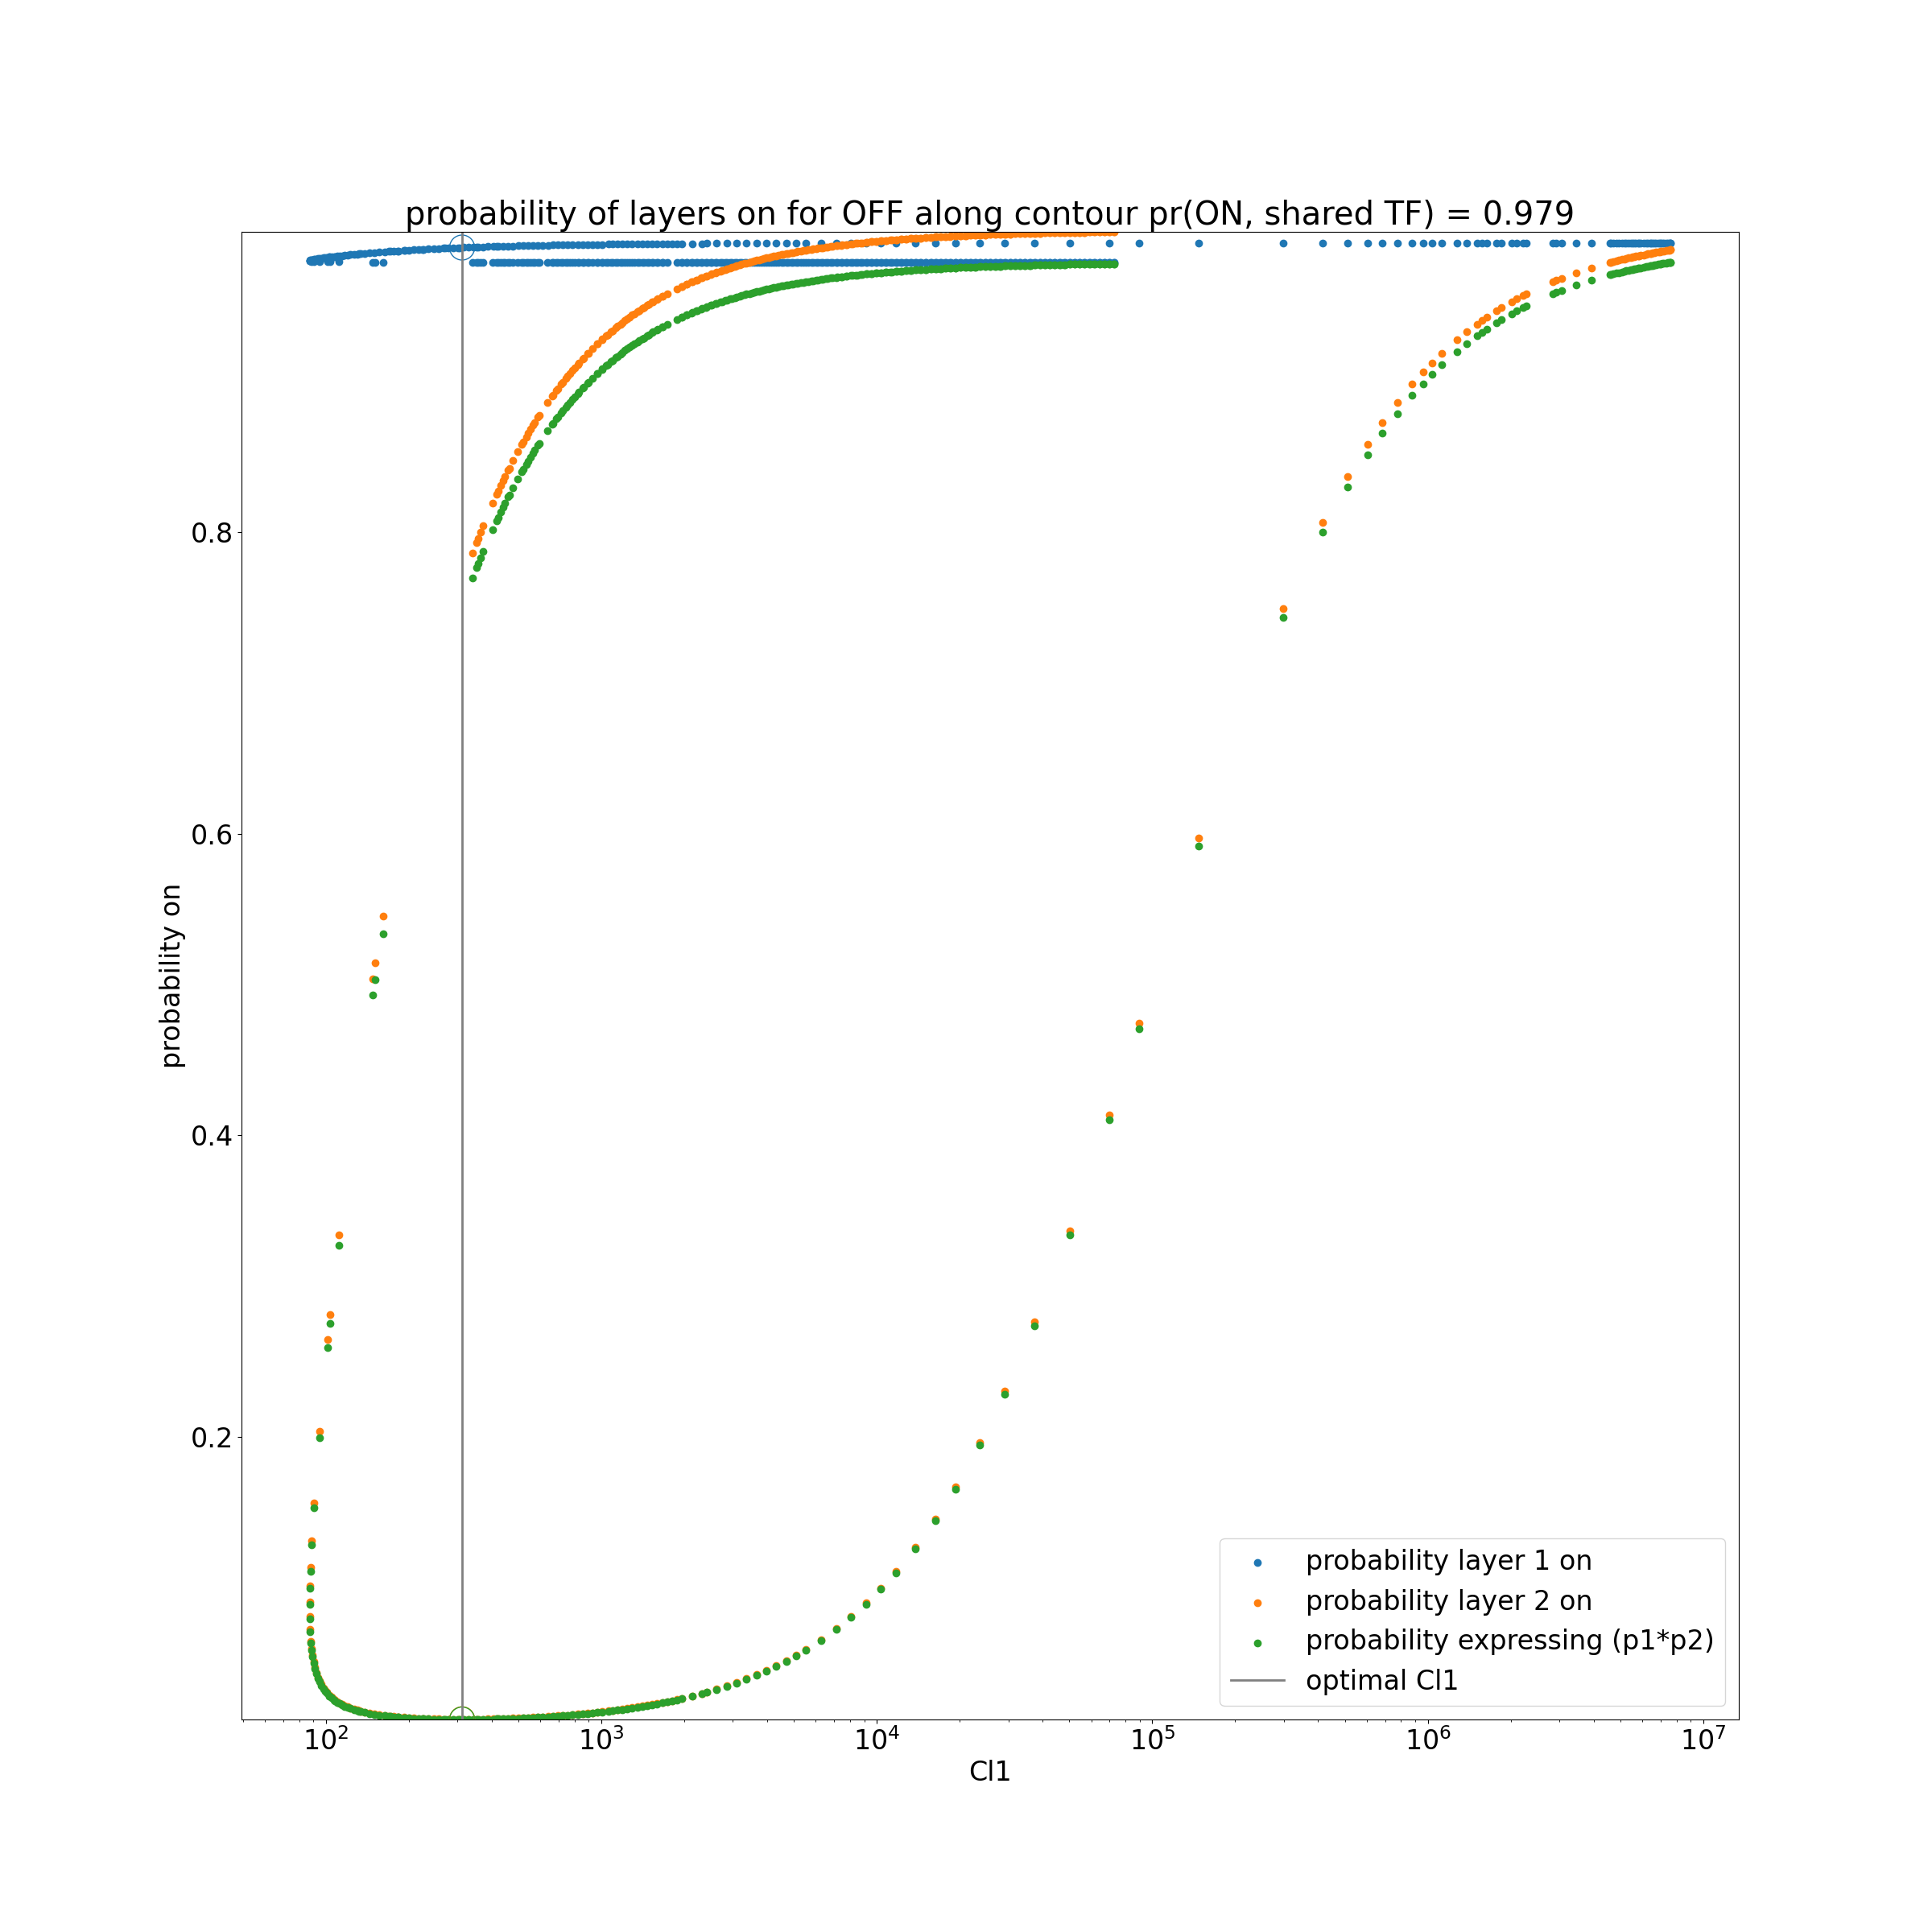 probability of layers on for OFF along contour pr(ON, shared TF) = 0.979
probability on
0.8
0.6
0.4
0.2
10²
10³
10⁴
10⁵
10⁶
10⁷
Cl1
probability layer 1 on
probability layer 2 on
probability expressing (p1*p2)
optimal Cl1